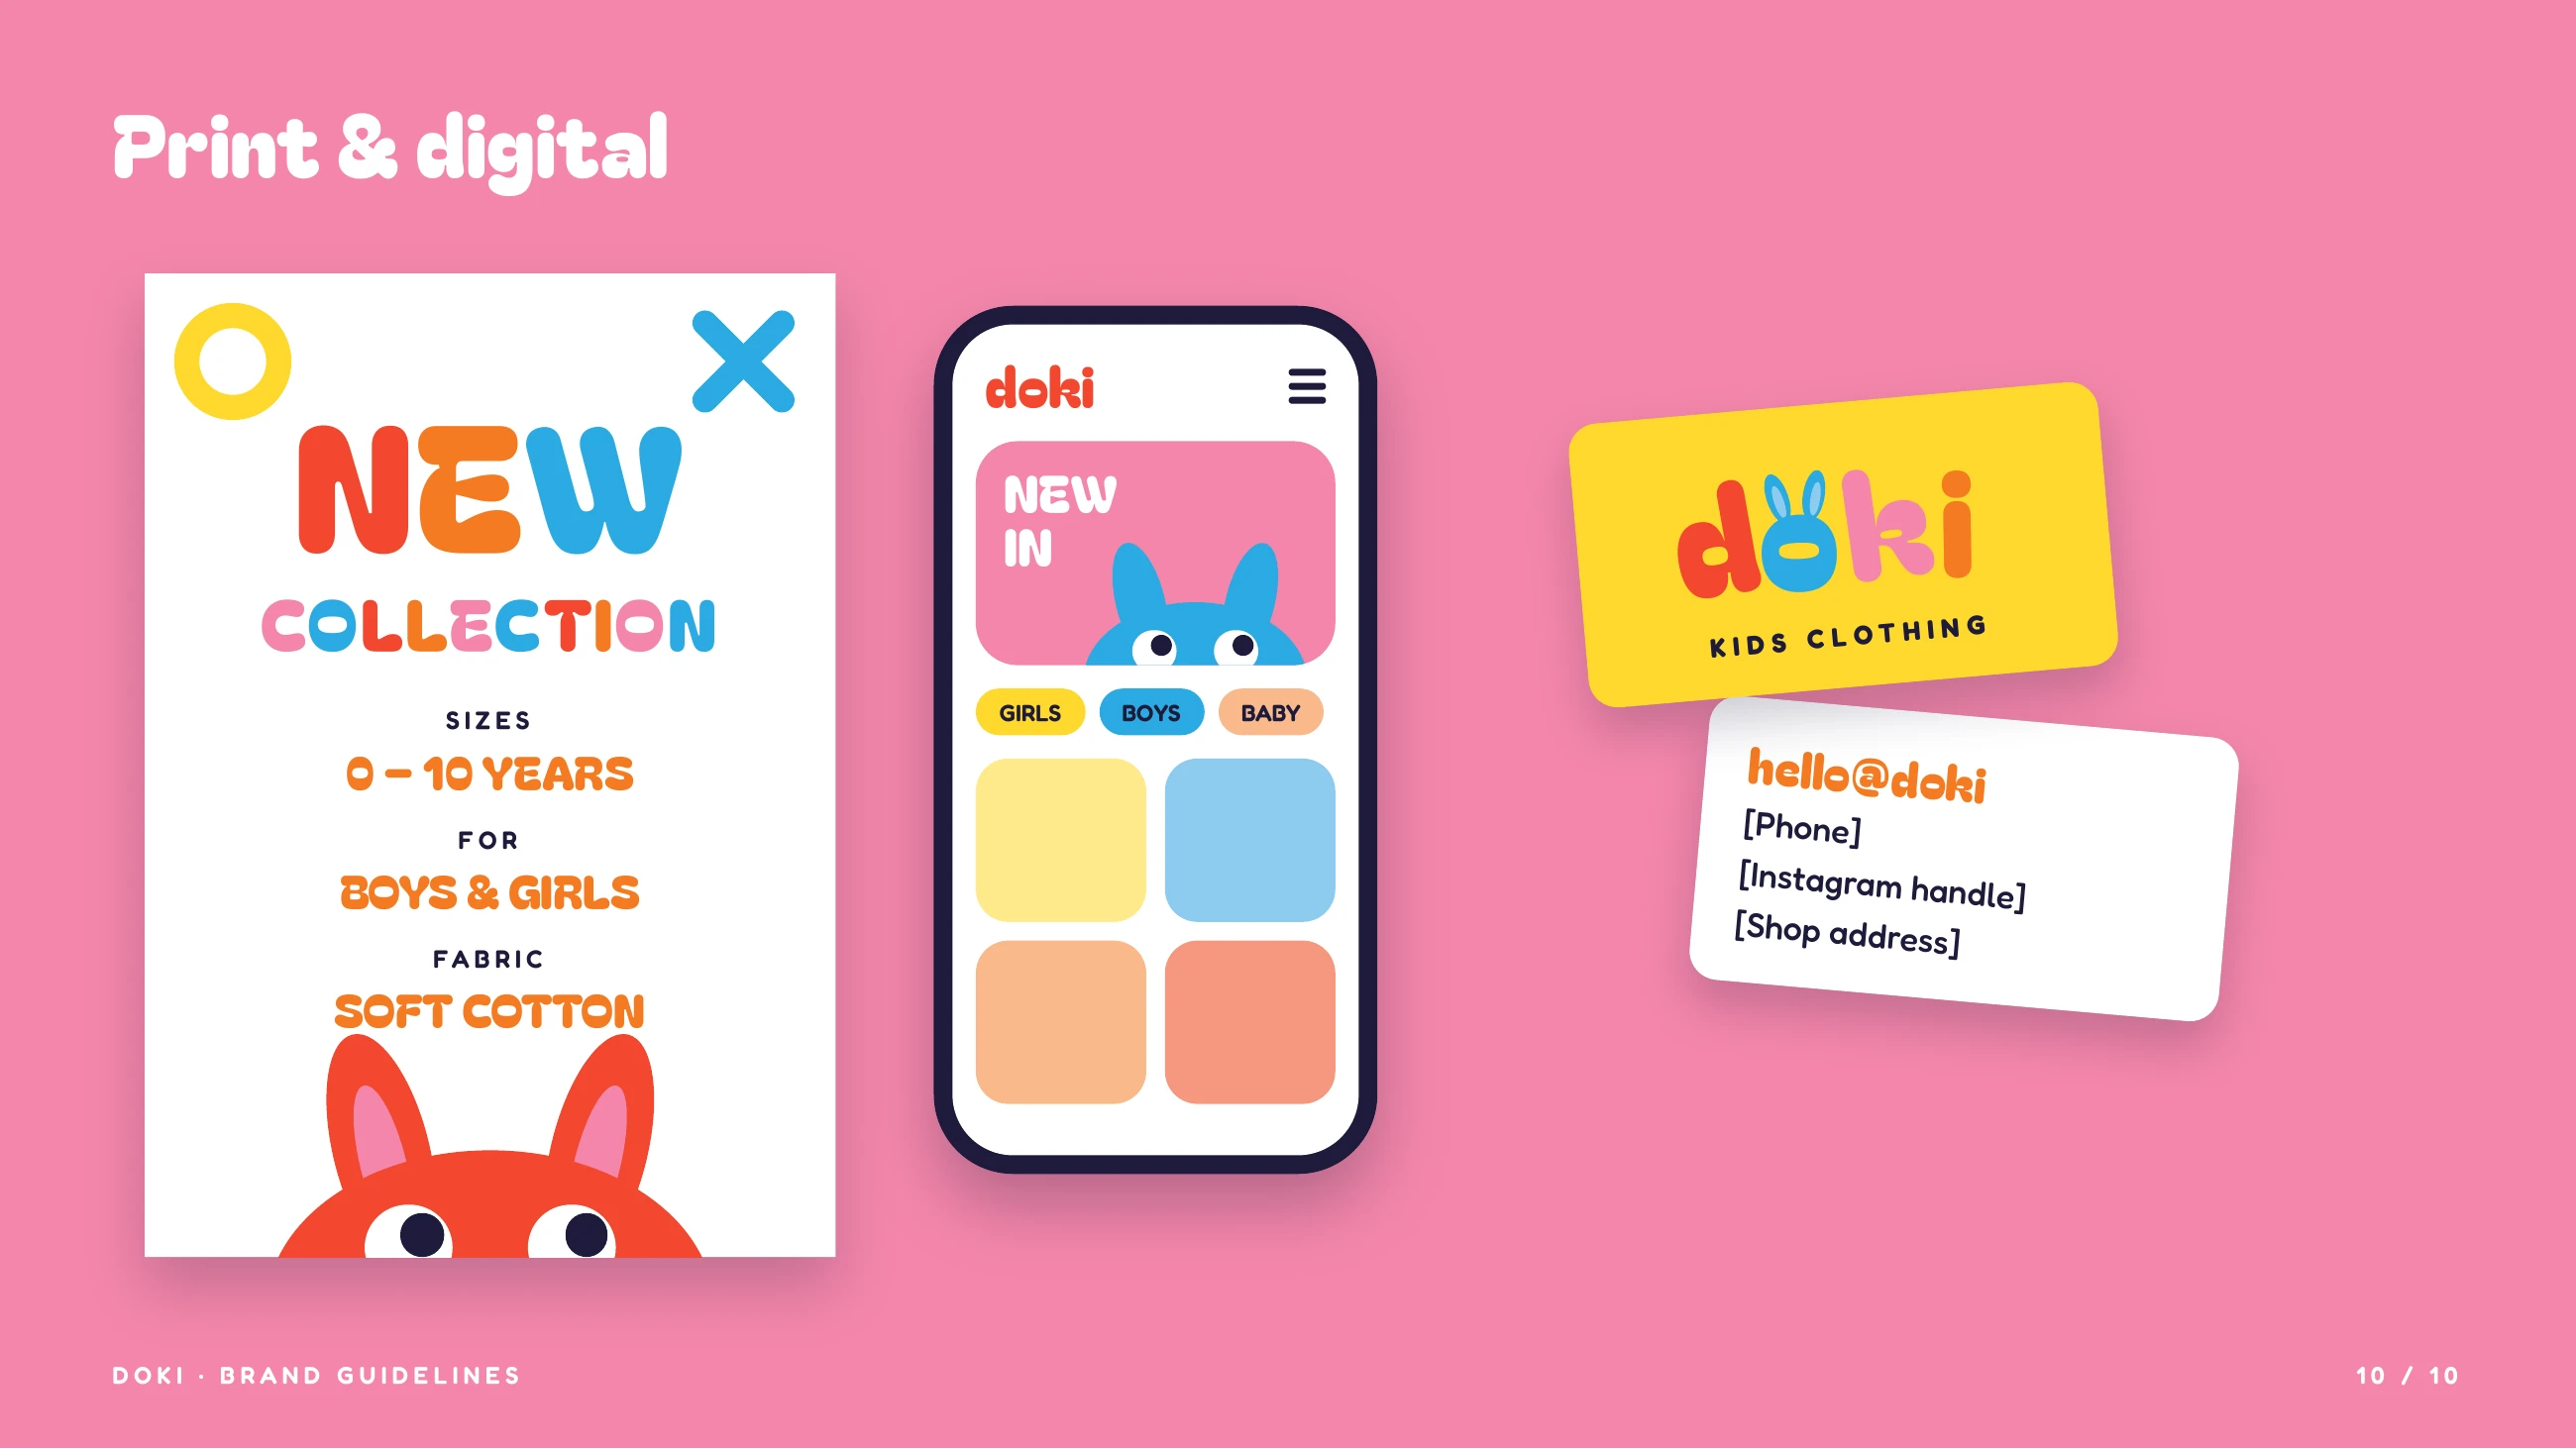 Print & digital
NEW
COLLECTION
SIZES
0 – 10 YEARS
FOR
BOYS & GIRLS
FABRIC
SOFT COTTON
doki
NEW
IN
GIRLS
BOYS
BABY
doki
KIDS CLOTHING
hello@doki
[Phone]
[Instagram handle]
[Shop address]
DOKI · BRAND GUIDELINES
10 / 10